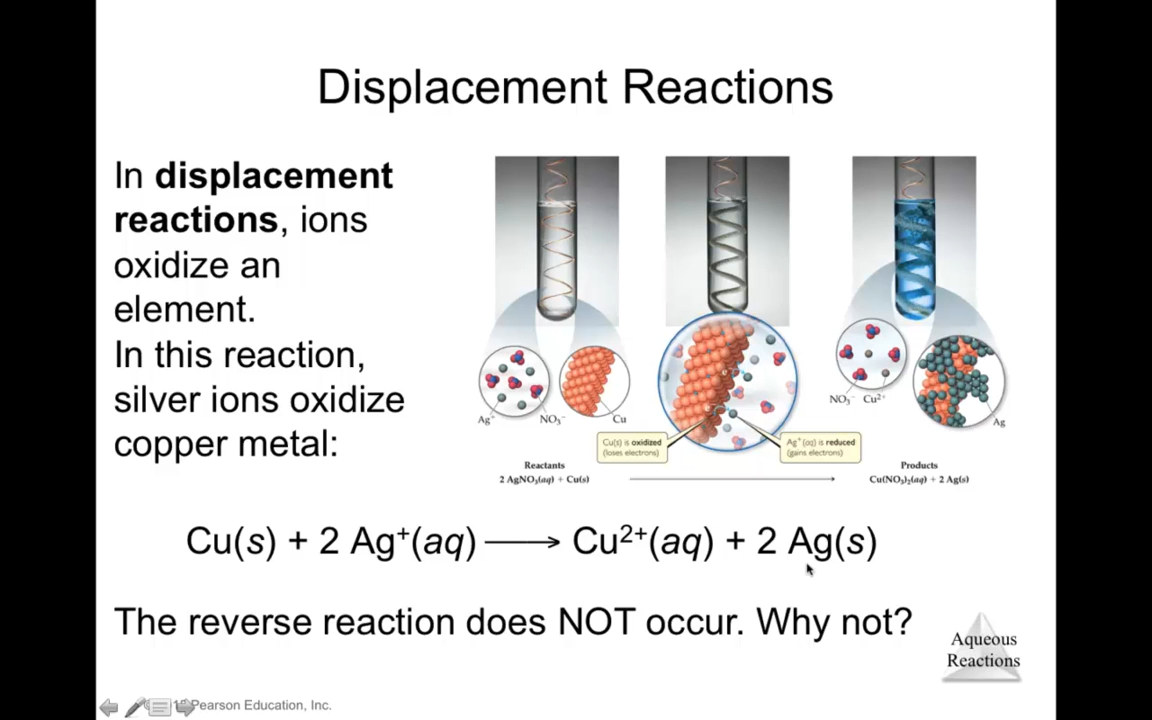 Displacement Reactions
In displacement
reactions, ions
oxidize an
element.
In this reaction,
silver ions oxidize
copper metal:
Ag⁺
NO₃⁻
Cu
Cu(s) is oxidized
(loses electrons)
Ag⁺(aq) is reduced
(gains electrons)
NO₃⁻ Cu²⁺
Ag
Reactants
2 AgNO₃(aq) + Cu(s)
Products
Cu(NO₃)₂(aq) + 2 Ag(s)
Cu(s) + 2 Ag⁺(aq) ⟶ Cu²⁺(aq) + 2 Ag(s)
The reverse reaction does NOT occur. Why not?
Aqueous
Reactions
Pearson Education, Inc.